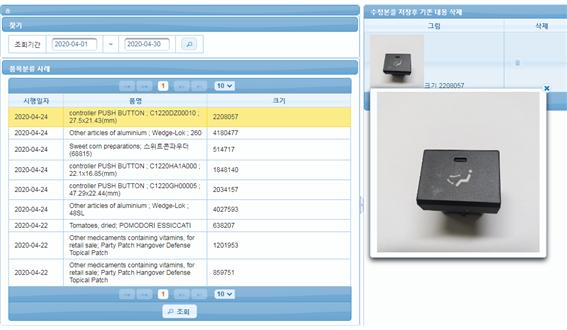 찾기
조회기간
2020-04-01
~
2020-04-30
품목분류 사례
1
10
시행일자 품명 크기
2020-04-24 controller PUSH BUTTON ; C1220DZ00010 ; 2208057
27.5x21.43(mm)
2020-04-24 Other articles of aluminium ; Wedge-Lok ; 260 4180477
2020-04-24 Sweet corn preparations; 스위트콘파우더 514717
(68815)
2020-04-24 controller PUSH BUTTON ; C1220HA1A000 ; 1848140
22.1x16.85(mm)
2020-04-24 controller PUSH BUTTON ; C1220GH00005 ; 2034157
47.29x22.44(mm)
2020-04-24 Other articles of aluminium ; Wedge-Lok ; 4027593
48SL
2020-04-22 Tomatoes, dried; POMODORI ESSICCATI 638207
2020-04-22 Other medicaments containing vitamins, for 1201953
retail sale; Party Patch Hangover Defense
Topical Patch
2020-04-22 Other medicaments containing vitamins, for 859751
retail sale; Party Patch Hangover Defense
Topical Patch
1
10
조회
수정본을 저장후 기존 내용 삭제
그림 삭제
크기 2208057